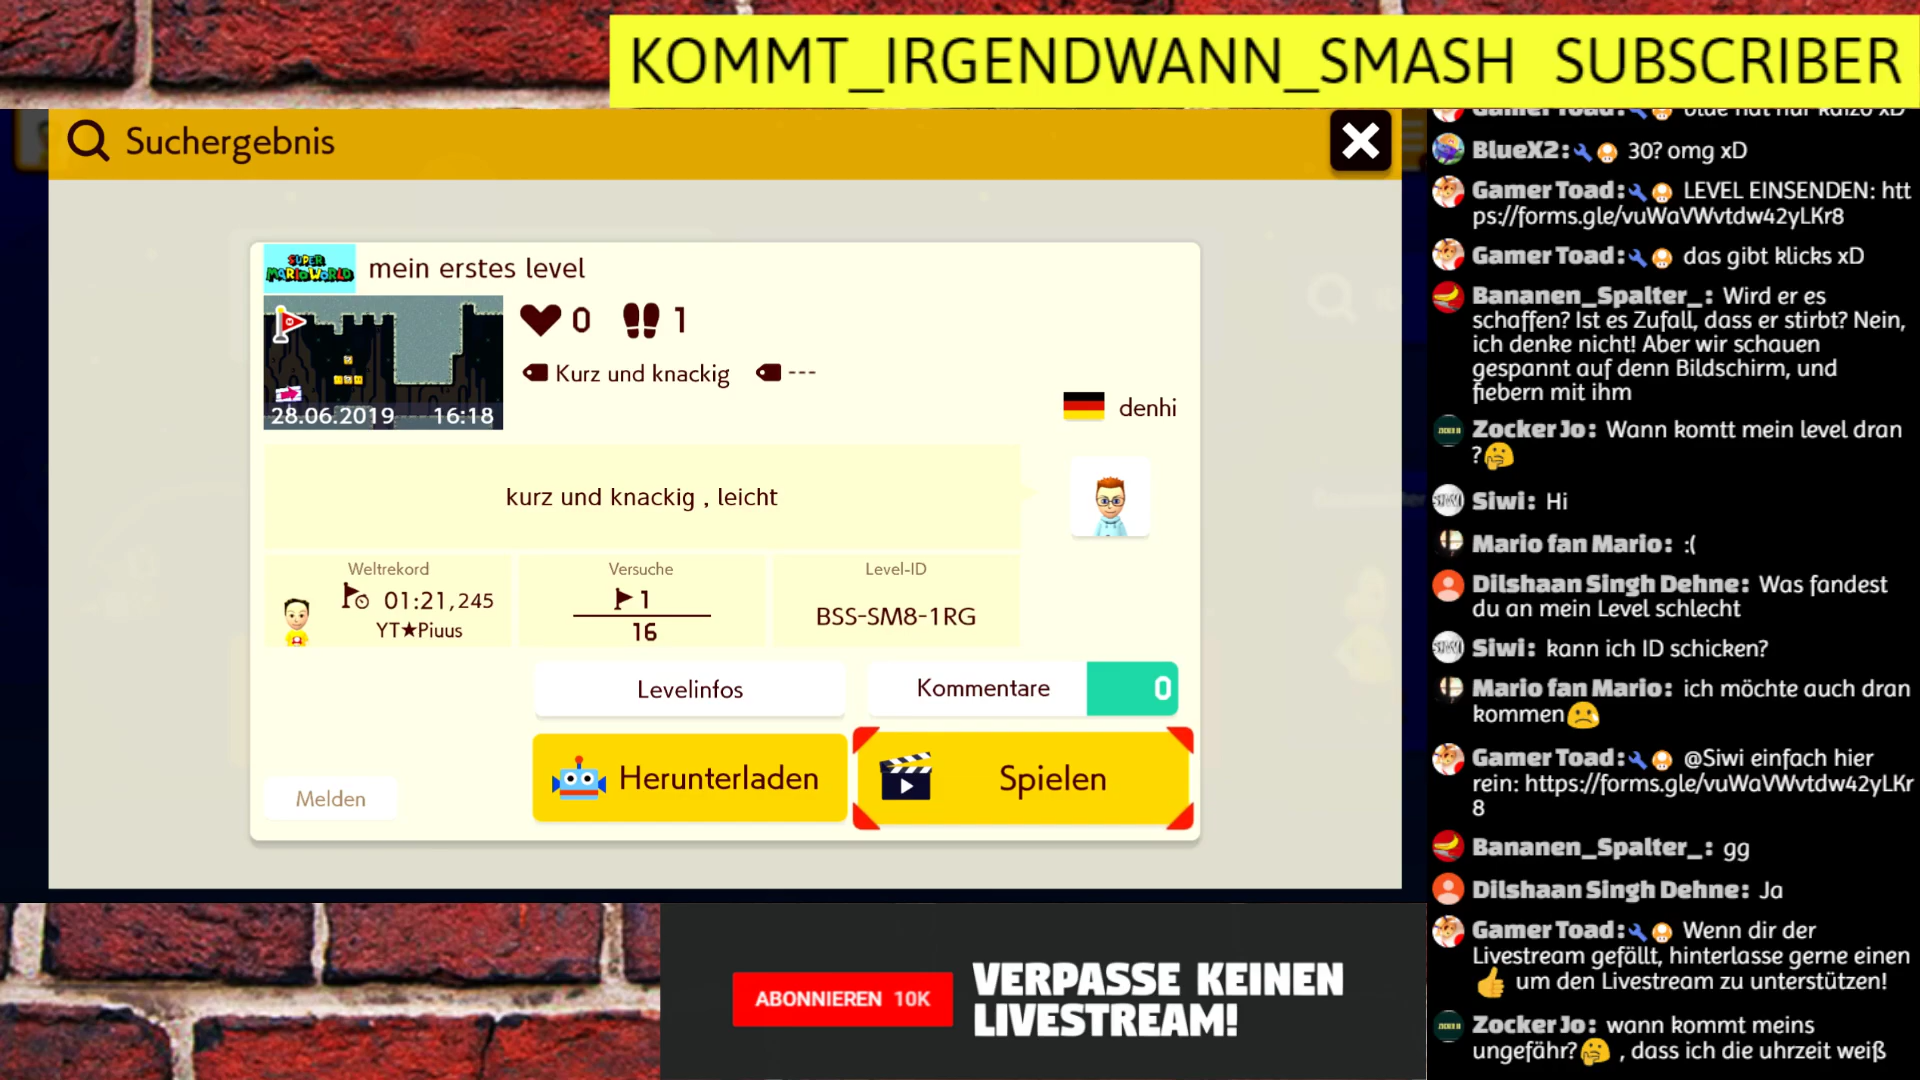 KOMMT_IRGENDWANN_SMASH SUBSCRIBER
Suchergebnis
SUPER
MARIO WORLD
mein erstes level
0
1
Kurz und knackig
---
28.06.2019 16:18
denhi
kurz und knackig , leicht
Weltrekord
01:21,245
YT★Piuus
Versuche
1
16
Level-ID
BSS-SM8-1RG
Levelinfos
Kommentare 0
Melden
Herunterladen
Spielen
ABONNIEREN 10K
VERPASSE KEINEN
LIVESTREAM!
Gamer Toad: xD
BlueX2: 30? omg xD
Gamer Toad: LEVEL EINSENDEN: htt
ps://forms.gle/vuWaVWvtdw42yLKr8
Gamer Toad: das gibt klicks xD
Bananen_Spalter_: Wird er es
schaffen? Ist es Zufall, dass er stirbt? Nein,
ich denke nicht! Aber wir schauen
gespannt auf denn Bildschirm, und
fiebern mit ihm
Zocker Jo: Wann komtt mein level dran
?🤔
Siwi: Hi
Mario fan Mario: :(
Dilshaan Singh Dehne: Was fandest
du an mein Level schlecht
Siwi: kann ich ID schicken?
Mario fan Mario: ich möchte auch dran
kommen😢
Gamer Toad: @Siwi einfach hier
rein: https://forms.gle/vuWaVWvtdw42yLKr
8
Bananen_Spalter_: gg
Dilshaan Singh Dehne: Ja
Gamer Toad: Wenn dir der
Livestream gefällt, hinterlasse gerne einen
👍 um den Livestream zu unterstützen!
Zocker Jo: wann kommt meins
ungefähr?🤔 , dass ich die uhrzeit weiß